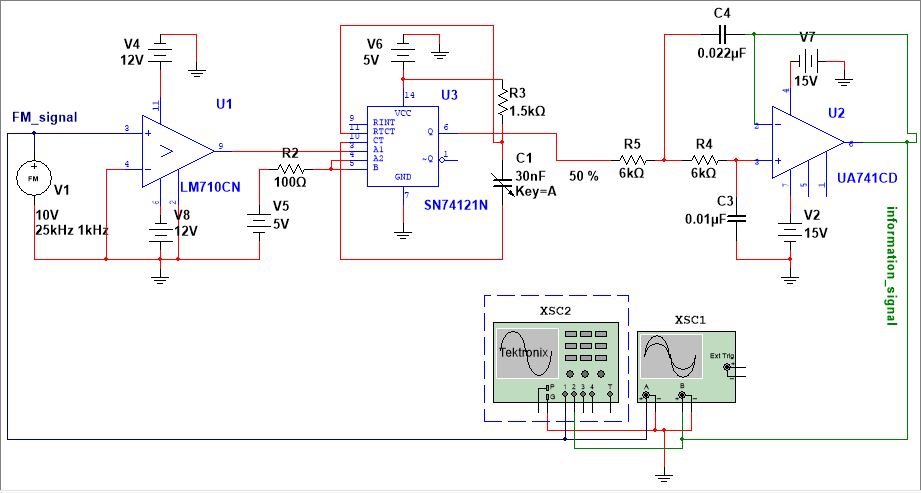 V4
12V
FM_signal
V1
10V
25kHz 1kHz
FM
U1
11
3
4
9
6
2
LM710CN
V8
12V
R2
100Ω
V5
5V
V6
5V
U3
14
VCC
9
RINT
11
RTCT
10
CT
3
A1
4
A2
5
B
Q
6
~Q
1
GND
7
SN74121N
R3
1.5kΩ
C1
30nF
Key=A
50 %
R5
6kΩ
R4
6kΩ
C4
0.022µF
C3
0.01µF
V7
15V
U2
4
2
3
6
7
5
1
UA741CD
V2
15V
information_signal
XSC2
Tektronix
P
G
1
2
3
4
T
XSC1
Ext Trig
A
B